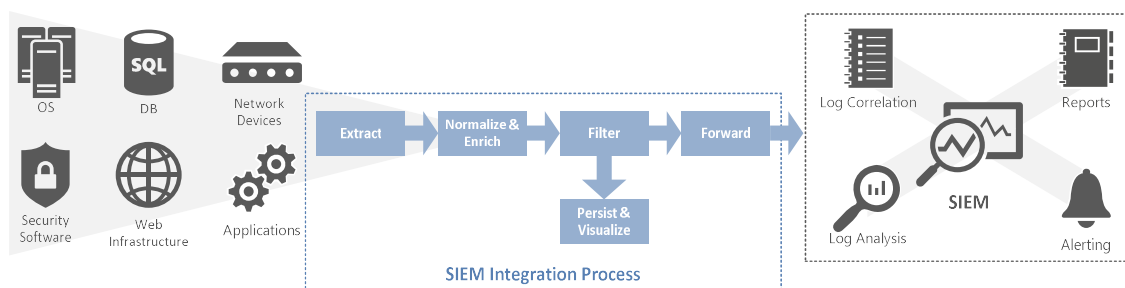 SQL
OS
DB
Network
Devices
Security
Software
Web
Infrastructure
Applications
Extract
Normalize &
Enrich
Filter
Forward
Persist &
Visualize
SIEM Integration Process
Log Correlation
Reports
SIEM
Log Analysis
Alerting